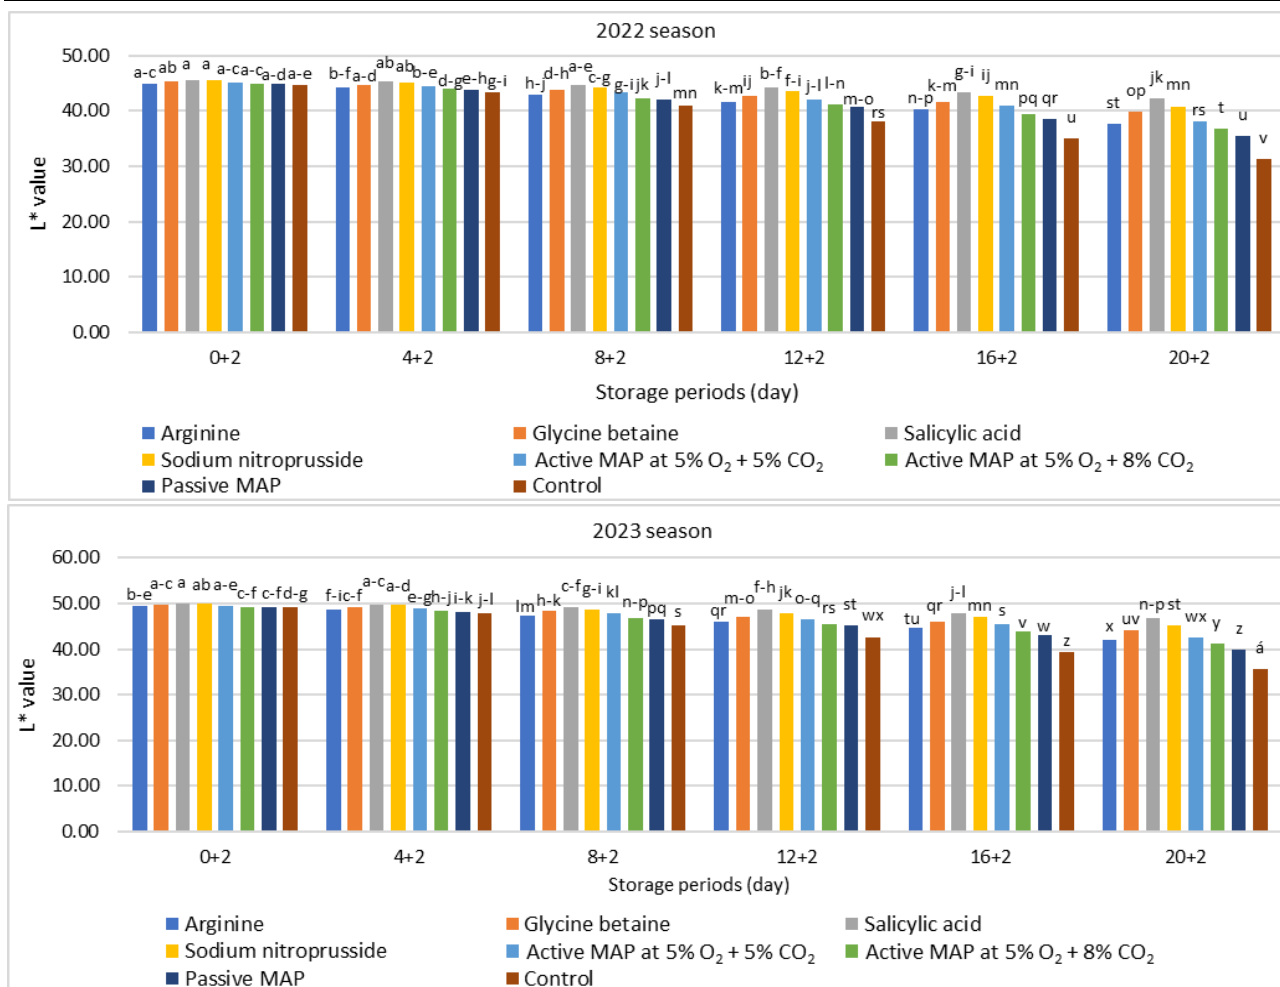 2022 season
50.00
40.00
30.00
20.00
10.00
0.00
L* value
a-c ab a a a-c a-c a-d a-e
b-f a-d ab ab b-e d-g e-h g-i
h-j d-h a-e c-g g-i jk j-l mn
k-m ij b-f f-i j-l l-n m-o rs
n-p k-m g-i ij mn pq qr u
st op jk mn rs t u v
0+2 4+2 8+2 12+2 16+2 20+2
Storage periods (day)
Arginine Glycine betaine Salicylic acid
Sodium nitroprusside Active MAP at 5% O₂ + 5% CO₂ Active MAP at 5% O₂ + 8% CO₂
Passive MAP Control
2023 season
60.00
50.00
40.00
30.00
20.00
10.00
0.00
L* value
b-e a-c a ab a-e c-f c-f d-g
f-i c-f a-c a-d e-g h-j i-k j-l
lm h-k c-f g-i kl n-p pq s
qr m-o f-h jk o-q rs st wx
tu qr j-l mn s v w z
x uv n-p st wx y z á
0+2 4+2 8+2 12+2 16+2 20+2
Storage periods (day)
Arginine Glycine betaine Salicylic acid
Sodium nitroprusside Active MAP at 5% O₂ + 5% CO₂ Active MAP at 5% O₂ + 8% CO₂
Passive MAP Control